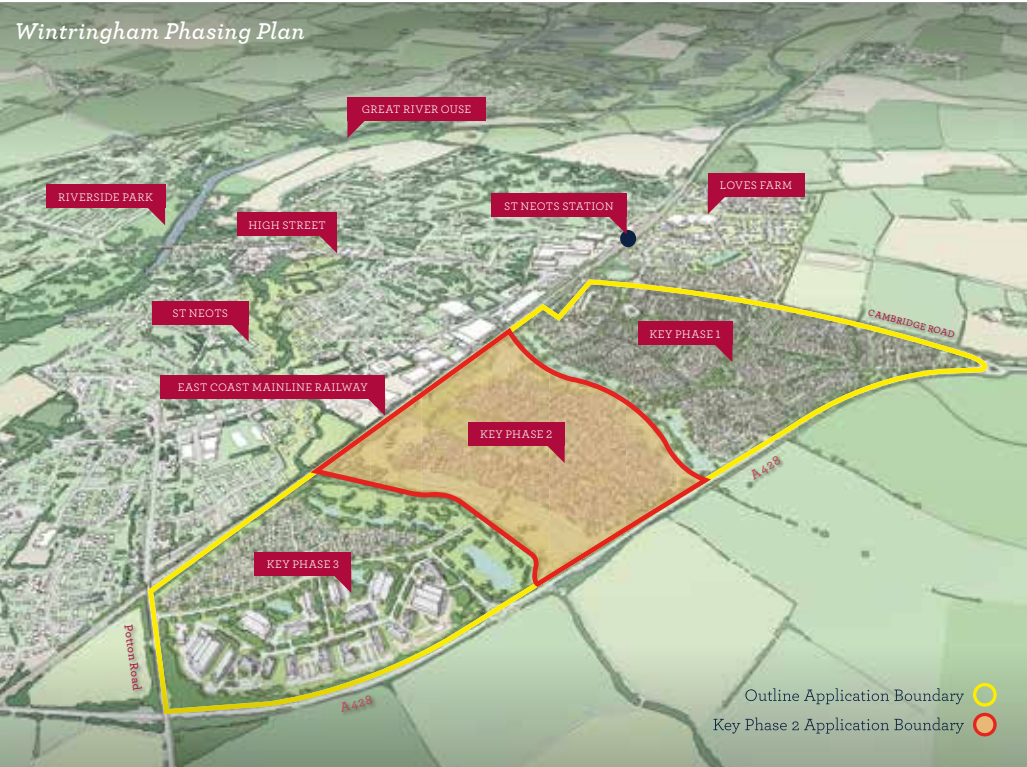 Wintringham Phasing Plan
GREAT RIVER OUSE
RIVERSIDE PARK
LOVES FARM
ST NEOTS STATION
HIGH STREET
ST NEOTS
CAMBRIDGE ROAD
KEY PHASE 1
EAST COAST MAINLINE RAILWAY
KEY PHASE 2
A428
KEY PHASE 3
Potton Road
A428
Outline Application Boundary
Key Phase 2 Application Boundary